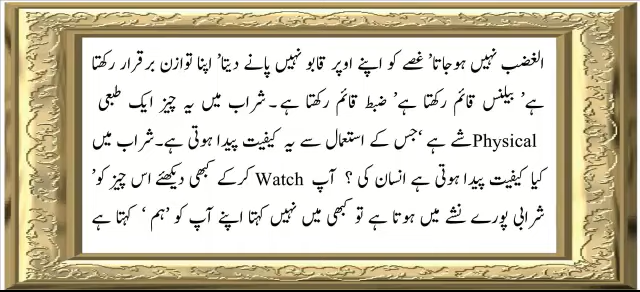 الغضب نہیں ہوجاتا’ غصے کو اپنے اوپر قابو نہیں پانے دیتا’ اپنا توازن برقرار رکھتا
ہے’ بیلنس قائم رکھتا ہے’ ضبط قائم رکھتا ہے۔ شراب میں یہ چیز ایک طبعی
Physical شے ہے ‘جس کے استعمال سے یہ کیفیت پیدا ہوتی ہے۔شراب میں
کیا کیفیت پیدا ہوتی ہے انسان کی ؟ آپ Watch کرکے کبھی دیکھئے اس چیز کو’
شرابی پورے نشے میں ہوتا ہے تو کبھی میں نہیں کہتا اپنے آپ کو ’ہم ‘ کہتا ہے